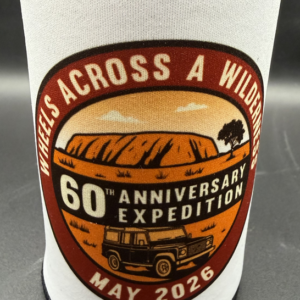 WHEELS ACROSS A WILDERNESS
60TH ANNIVERSARY
EXPEDITION
MAY 2026